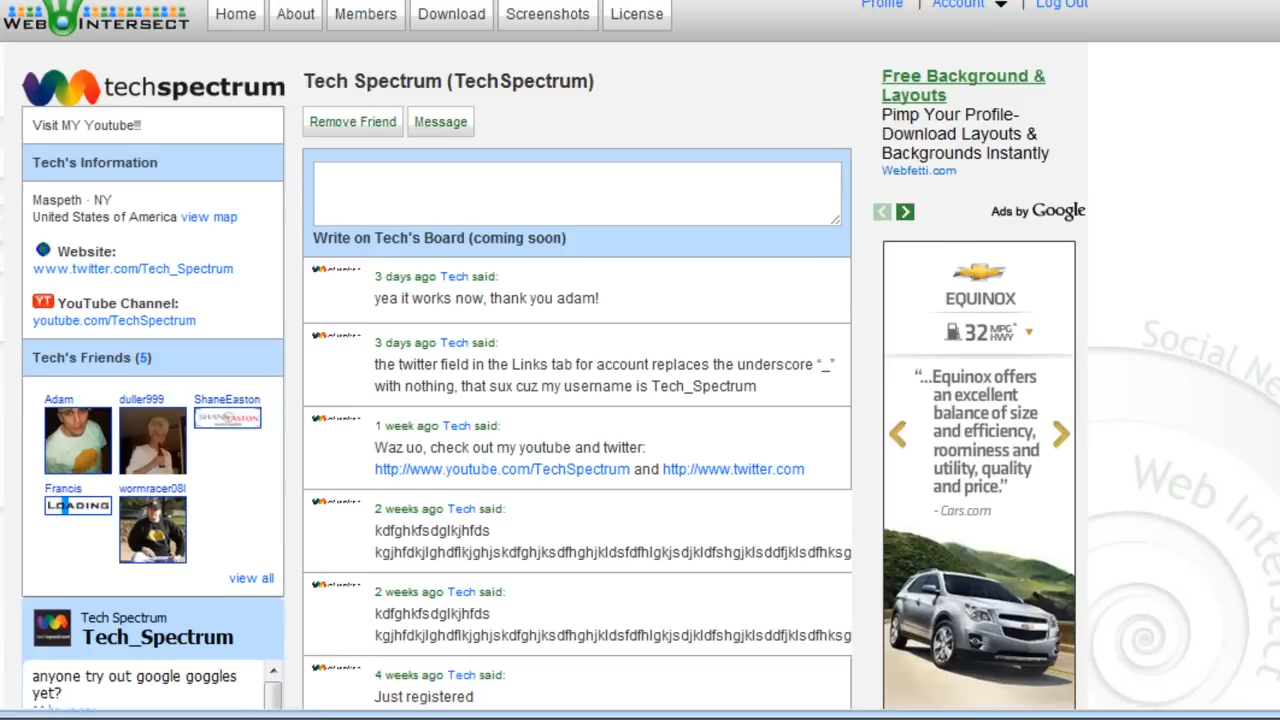 WEB INTERSECT
Home
About
Members
Download
Screenshots
License
Profile | Account | Log Out
techspectrum
Visit MY Youtube!!!
Tech's Information
Maspeth - NY
United States of America view map
Website:
www.twitter.com/Tech_Spectrum
YT YouTube Channel:
youtube.com/TechSpectrum
Tech's Friends (5)
Adam
duller999
ShaneEaston
SHANEEASTON
Francis
LOADING
wormracer08l
view all
Tech Spectrum
Tech_Spectrum
anyone try out google goggles
yet?
Tech Spectrum (TechSpectrum)
Remove Friend
Message
Write on Tech's Board (coming soon)
3 days ago Tech said:
yea it works now, thank you adam!
3 days ago Tech said:
the twitter field in the Links tab for account replaces the underscore “_”
with nothing, that sux cuz my username is Tech_Spectrum
1 week ago Tech said:
Waz uo, check out my youtube and twitter:
http://www.youtube.com/TechSpectrum and http://www.twitter.com
2 weeks ago Tech said:
kdfghkfsdglkjhfds
2 weeks ago Tech said:
kdfghkfsdglkjhfds
4 weeks ago Tech said:
Just registered
Free Background &
Layouts
Pimp Your Profile-
Download Layouts &
Backgrounds Instantly
Webfetti.com
Ads by Google
EQUINOX
32 MPG* HWY
“...Equinox offers
an excellent
balance of size
and efficiency,
roominess and
utility, quality
and price.”
- Cars.com
Social Ne
Web Inter